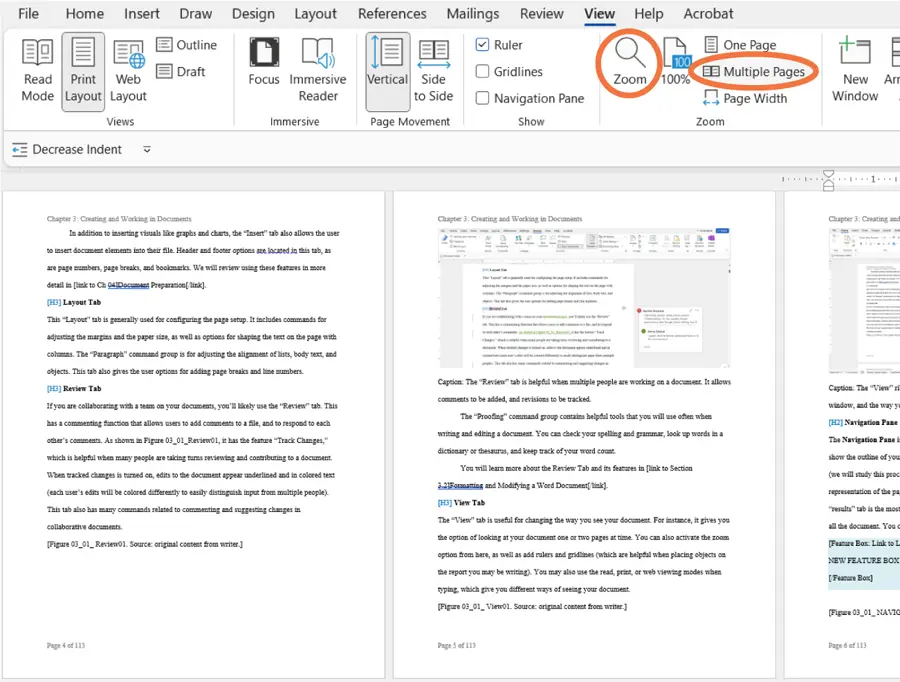 File Home Insert Draw Design Layout References Mailings Review View Help Acrobat
Read Mode
Print Layout
Web Layout
Outline
Draft
Views
Focus
Immersive Reader
Immersive
Vertical
Side to Side
Page Movement
Ruler
Gridlines
Navigation Pane
Show
Zoom
100
100%
One Page
Multiple Pages
Page Width
Zoom
New Window
Decrease Indent
1
Chapter 3: Creating and Working in Documents
In addition to inserting visuals like graphs and charts, the “Insert” tab also allows the user
to insert document elements into their file. Header and footer options are located in this tab, as
are page numbers, page breaks, and bookmarks. We will review using these features in more
detail in [link to Ch 04]Document Preparation[/link].
[H3] Layout Tab
This “Layout” tab is generally used for configuring the page setup. It includes commands for
adjusting the margins and the paper size, as well as options for shaping the text on the page with
columns. The “Paragraph” command group is for adjusting the alignment of lists, body text, and
objects. This tab also gives the user options for adding page breaks and line numbers.
[H3] Review Tab
If you are collaborating with a team on your documents, you’ll likely use the “Review” tab. This
has a commenting function that allows users to add comments to a file, and to respond to each
other’s comments. As shown in Figure 03_01_Review01, it has the feature “Track Changes,”
which is helpful when many people are taking turns reviewing and contributing to a document.
When tracked changes is turned on, edits to the document appear underlined and in colored text
(each user’s edits will be colored differently to easily distinguish input from multiple people).
This tab also has many commands related to commenting and suggesting changes in
collaborative documents.
[Figure 03_01_ Review01. Source: original content from writer.]
Page 4 of 113
Chapter 3: Creating and Working in Documents
Caption: The “Review” tab is helpful when multiple people are working on a document. It allows
comments to be added, and revisions to be tracked.
The “Proofing” command group contains helpful tools that you will use often when
writing and editing a document. You can check your spelling and grammar, look up words in a
dictionary or thesaurus, and keep track of your word count.
You will learn more about the Review Tab and its features in [link to Section
3.2]Formatting and Modifying a Word Document[/link].
[H3] View Tab
The “View” tab is useful for changing the way you see your document. For instance, it gives you
the option of looking at your document one or two pages at time. You can also activate the zoom
option from here, as well as add rulers and gridlines (which are helpful when placing objects on
the report you may be writing). You may also use the read, print, or web viewing modes when
typing, which give you different ways of seeing your document.
[Figure 03_01_ View01. Source: original content from writer.]
Page 5 of 113
Chapter 3: Creating and
Caption: The “View” ri
window, and the way yo
[H2] Navigation Pane
The Navigation Pane is
show the outline of your
(we will study this proc
representation of the pa
“results” tab is the most
all the document. You c
[Feature Box: Link to L
NEW FEATURE BOX
[/Feature Box]
[Figure 03_01_ NAVIG
Page 6 of 113